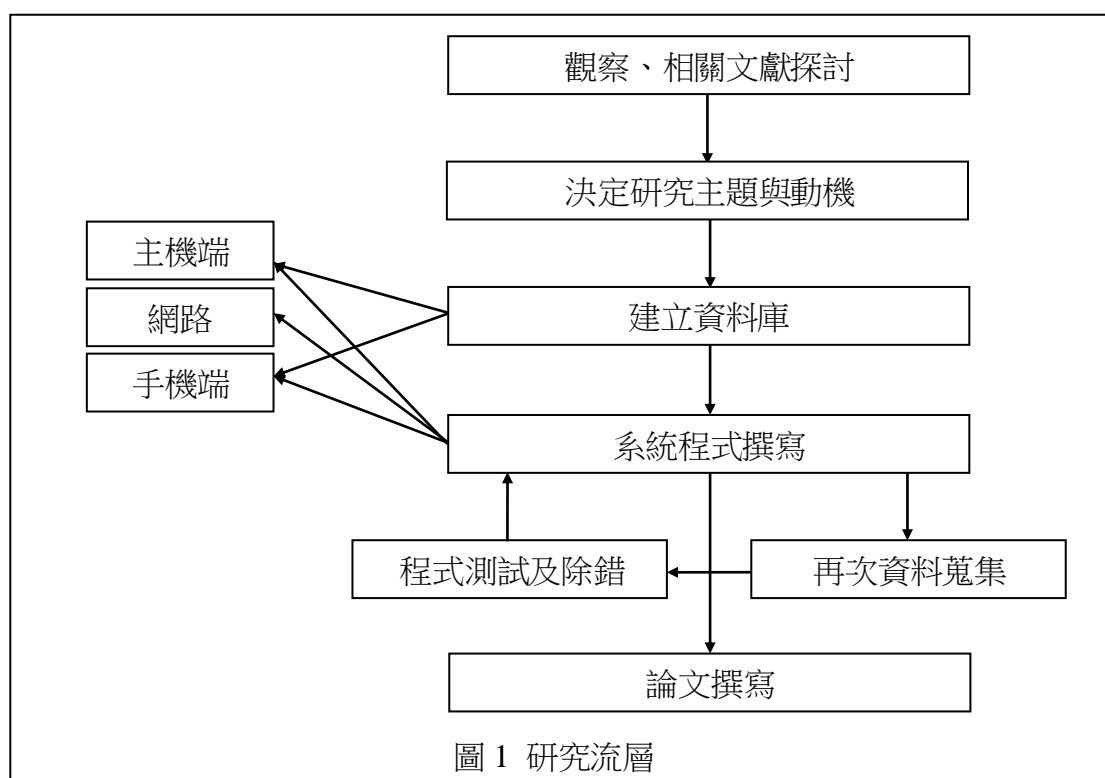 觀察、相關文獻探討
決定研究主題與動機
主機端
網路
建立資料庫
手機端
系統程式撰寫
程式測試及除錯
再次資料蒐集
論文撰寫
圖 1 研究流層